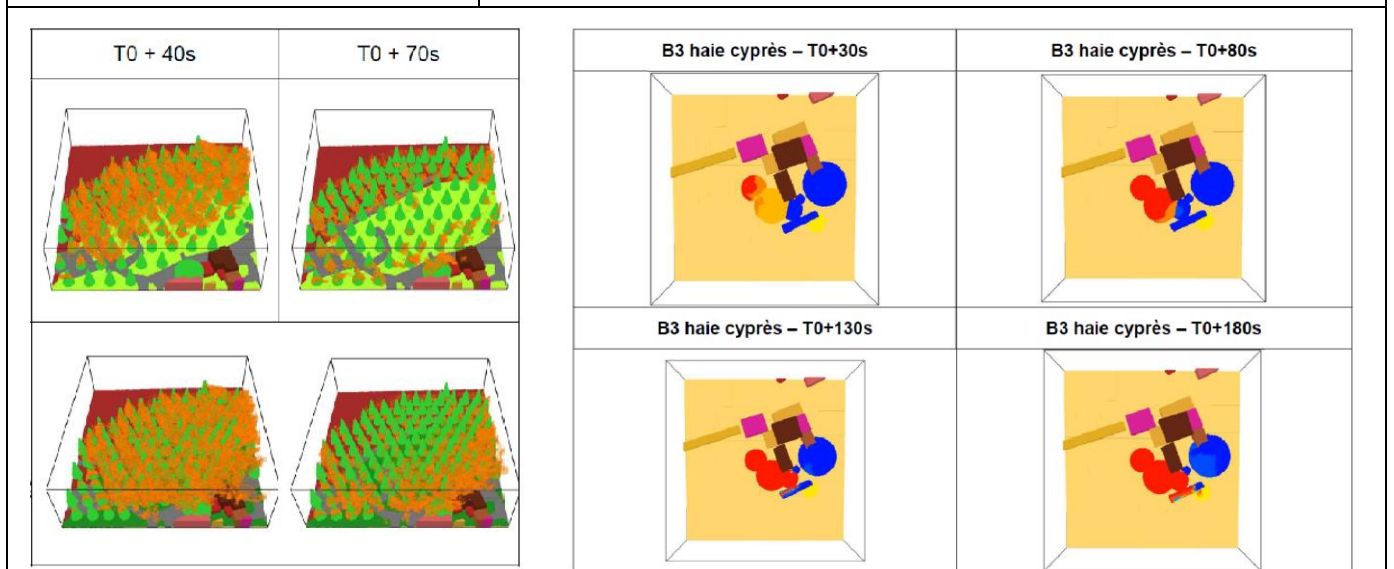 T0 + 40s
T0 + 70s
B3 haie cyprès – T0+30s
B3 haie cyprès – T0+80s
B3 haie cyprès – T0+130s
B3 haie cyprès – T0+180s